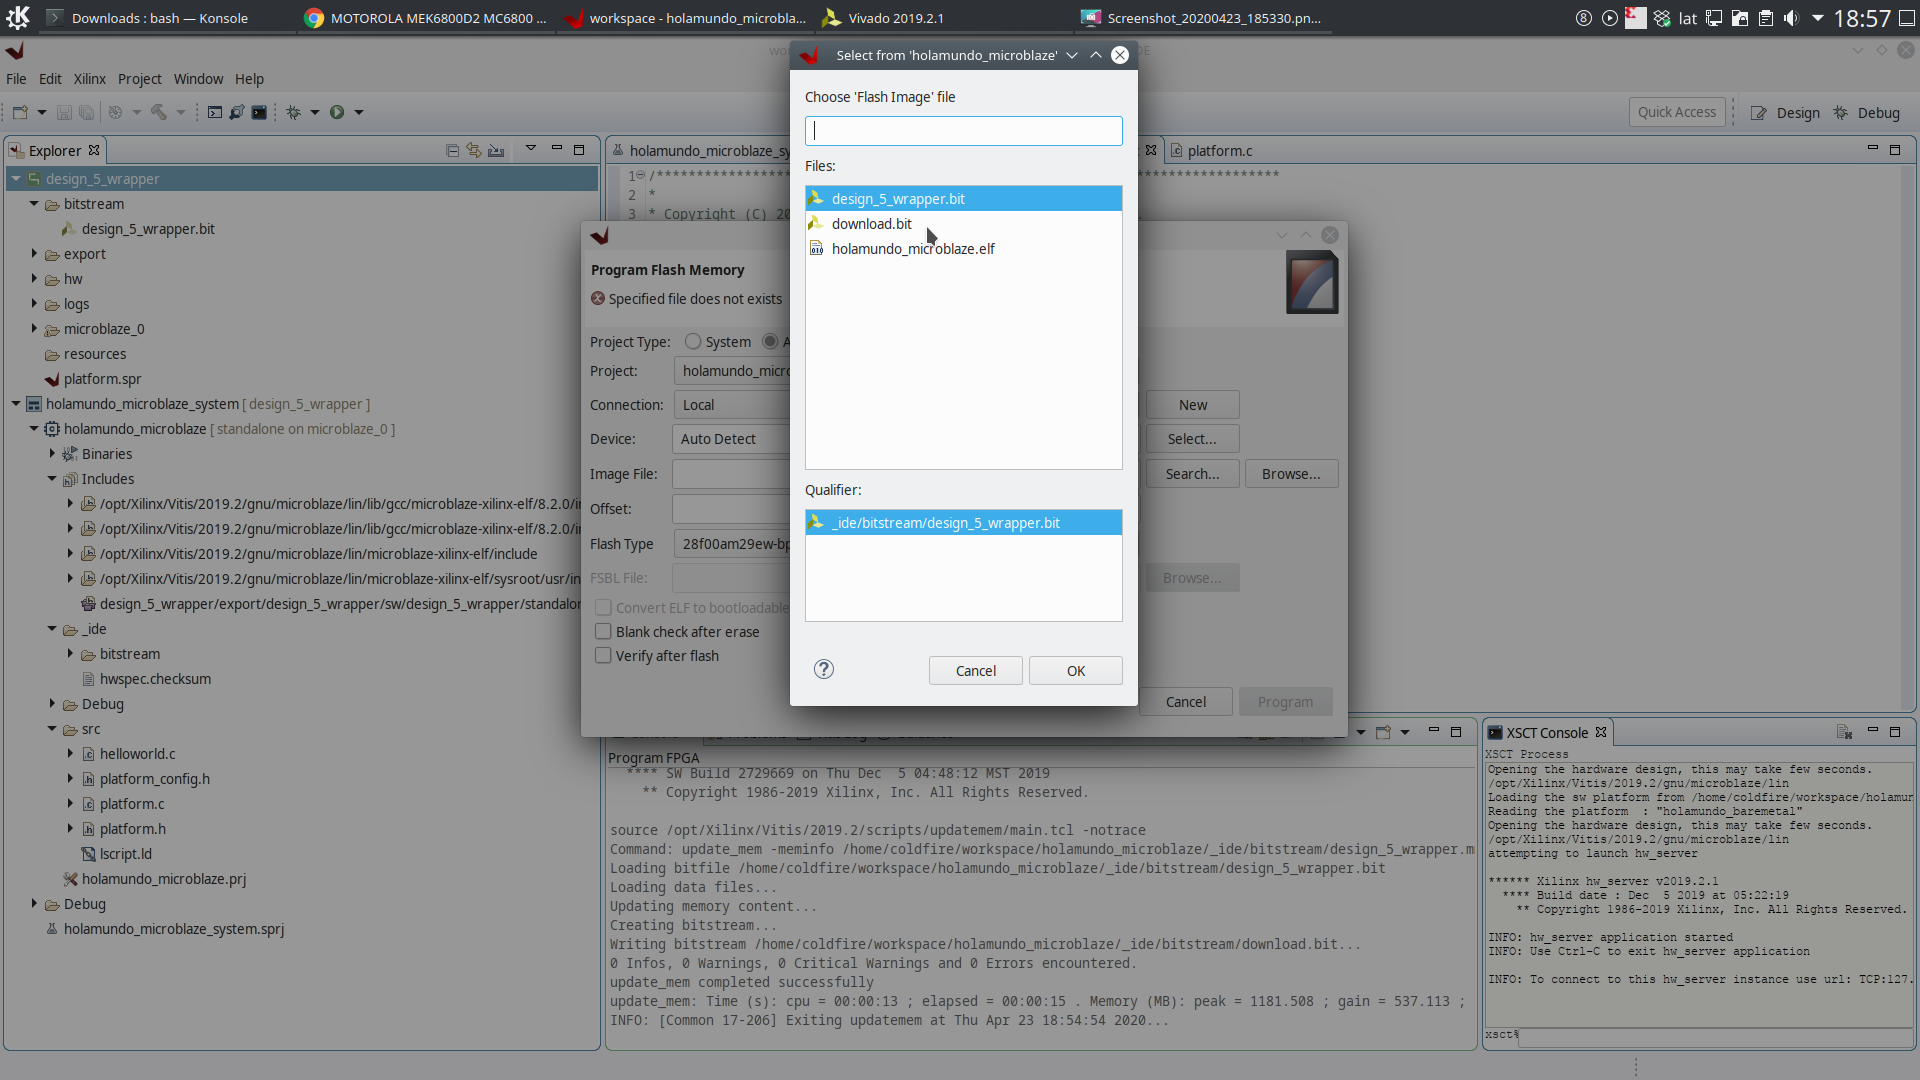 Downloads : bash — Konsole
MOTOROLA MEK6800D2 MC6800 ...
workspace - holamundo_microbla...
Vivado 2019.2.1
Screenshot_20200423_185330.pn...
8
lat
18:57
DE
File Edit Xilinx Project Window Help
Quick Access
Design
Debug
Explorer
design_5_wrapper
bitstream
design_5_wrapper.bit
export
hw
logs
microblaze_0
resources
platform.spr
holamundo_microblaze_system [ design_5_wrapper ]
holamundo_microblaze [ standalone on microblaze_0 ]
Binaries
Includes
/opt/Xilinx/Vitis/2019.2/gnu/microblaze/lin/lib/gcc/microblaze-xilinx-elf/8.2.0/i
/opt/Xilinx/Vitis/2019.2/gnu/microblaze/lin/lib/gcc/microblaze-xilinx-elf/8.2.0/i
/opt/Xilinx/Vitis/2019.2/gnu/microblaze/lin/microblaze-xilinx-elf/include
/opt/Xilinx/Vitis/2019.2/gnu/microblaze/lin/microblaze-xilinx-elf/sysroot/usr/in
design_5_wrapper/export/design_5_wrapper/sw/design_5_wrapper/standalo
_ide
bitstream
hwspec.checksum
Debug
src
helloworld.c
platform_config.h
platform.c
platform.h
lscript.ld
holamundo_microblaze.prj
Debug
holamundo_microblaze_system.sprj
holamundo_microblaze_sy
platform.c
1 /****************
2 *
3 * Copyright (C) 20
Program Flash Memory
Specified file does not exists
Project Type: System A
Project: holamundo_micro
Connection: Local New
Device: Auto Detect Select...
Image File: Search... Browse...
Offset:
Flash Type 28f00am29ew-bp
FSBL File: Browse...
Convert ELF to bootloadable
Blank check after erase
Verify after flash
Cancel Program
Select from 'holamundo_microblaze'
Choose 'Flash Image' file
Files:
design_5_wrapper.bit
download.bit
holamundo_microblaze.elf
Qualifier:
_ide/bitstream/design_5_wrapper.bit
?
Cancel OK
Program FPGA
**** SW Build 2729669 on Thu Dec 5 04:48:12 MST 2019
** Copyright 1986-2019 Xilinx, Inc. All Rights Reserved.
source /opt/Xilinx/Vitis/2019.2/scripts/updatemem/main.tcl -notrace
Command: update_mem -meminfo /home/coldfire/workspace/holamundo_microblaze/_ide/bitstream/design_5_wrapper.m
Loading bitfile /home/coldfire/workspace/holamundo_microblaze/_ide/bitstream/design_5_wrapper.bit
Loading data files...
Updating memory content...
Creating bitstream...
Writing bitstream /home/coldfire/workspace/holamundo_microblaze/_ide/bitstream/download.bit...
0 Infos, 0 Warnings, 0 Critical Warnings and 0 Errors encountered.
update_mem completed successfully
update_mem: Time (s): cpu = 00:00:13 ; elapsed = 00:00:15 . Memory (MB): peak = 1181.508 ; gain = 537.113 ;
INFO: [Common 17-206] Exiting updatemem at Thu Apr 23 18:54:54 2020...
XSCT Console
XSCT Process
Opening the hardware design, this may take few seconds.
/opt/Xilinx/Vitis/2019.2/gnu/microblaze/lin
Loading the sw platform from /home/coldfire/workspace/holamun
Reading the platform : "holamundo_baremetal"
Opening the hardware design, this may take few seconds.
/opt/Xilinx/Vitis/2019.2/gnu/microblaze/lin
attempting to launch hw_server
****** Xilinx hw_server v2019.2.1
**** Build date : Dec 5 2019 at 05:22:19
** Copyright 1986-2019 Xilinx, Inc. All Rights Reserved.
INFO: hw_server application started
INFO: Use Ctrl-C to exit hw_server application
INFO: To connect to this hw_server instance use url: TCP:127.
xsct%